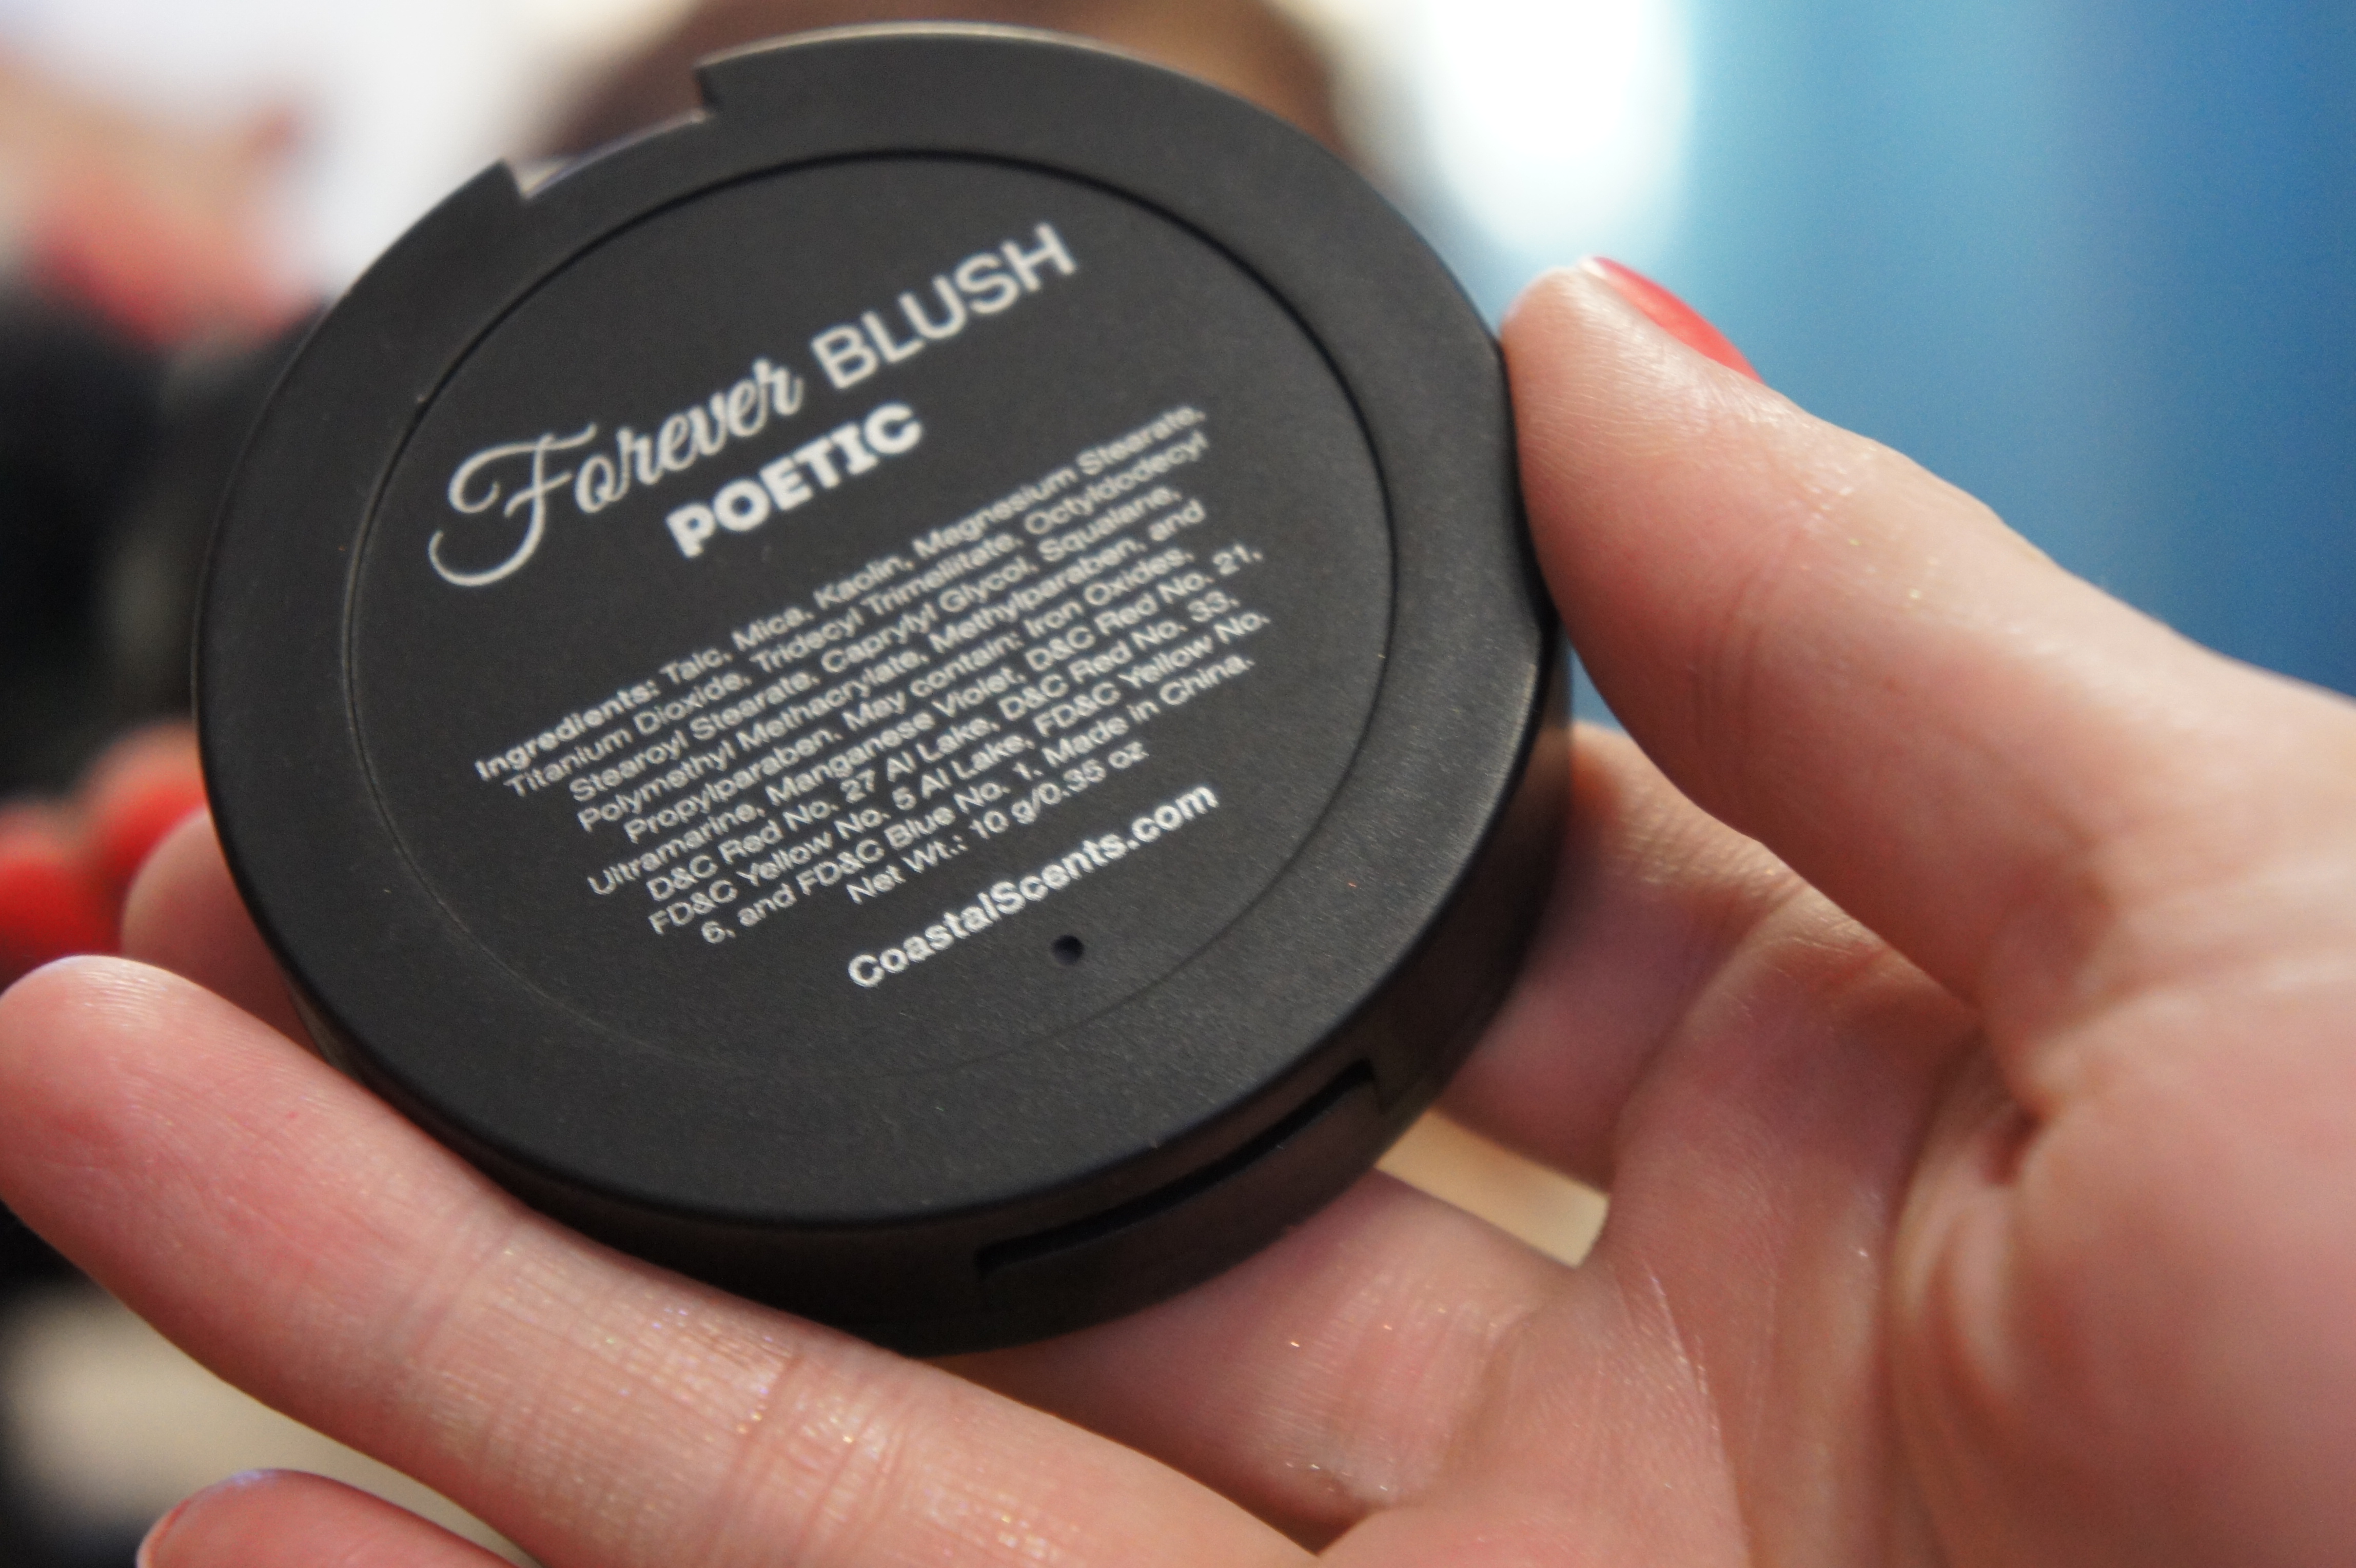 Forever BLUSH
POETIC
Ingredients: Talc, Mica, Kaolin, Magnesium Stearate,
Titanium Dioxide, Tridecyl Trimellitate, Octyldodecyl
Stearoyl Stearate, Caprylyl Glycol, Squalane,
Polymethyl Methacrylate, Methylparaben, and
Propylparaben. May contain: Iron Oxides,
Ultramarine, Manganese Violet, D&C Red No. 21,
D&C Red No. 27 Al Lake, D&C Red No. 33,
FD&C Yellow No. 5 Al Lake, FD&C Yellow No.
6, and FD&C Blue No. 1. Made in China.
Net Wt.: 10 g/0.35 oz
CoastalScents.com